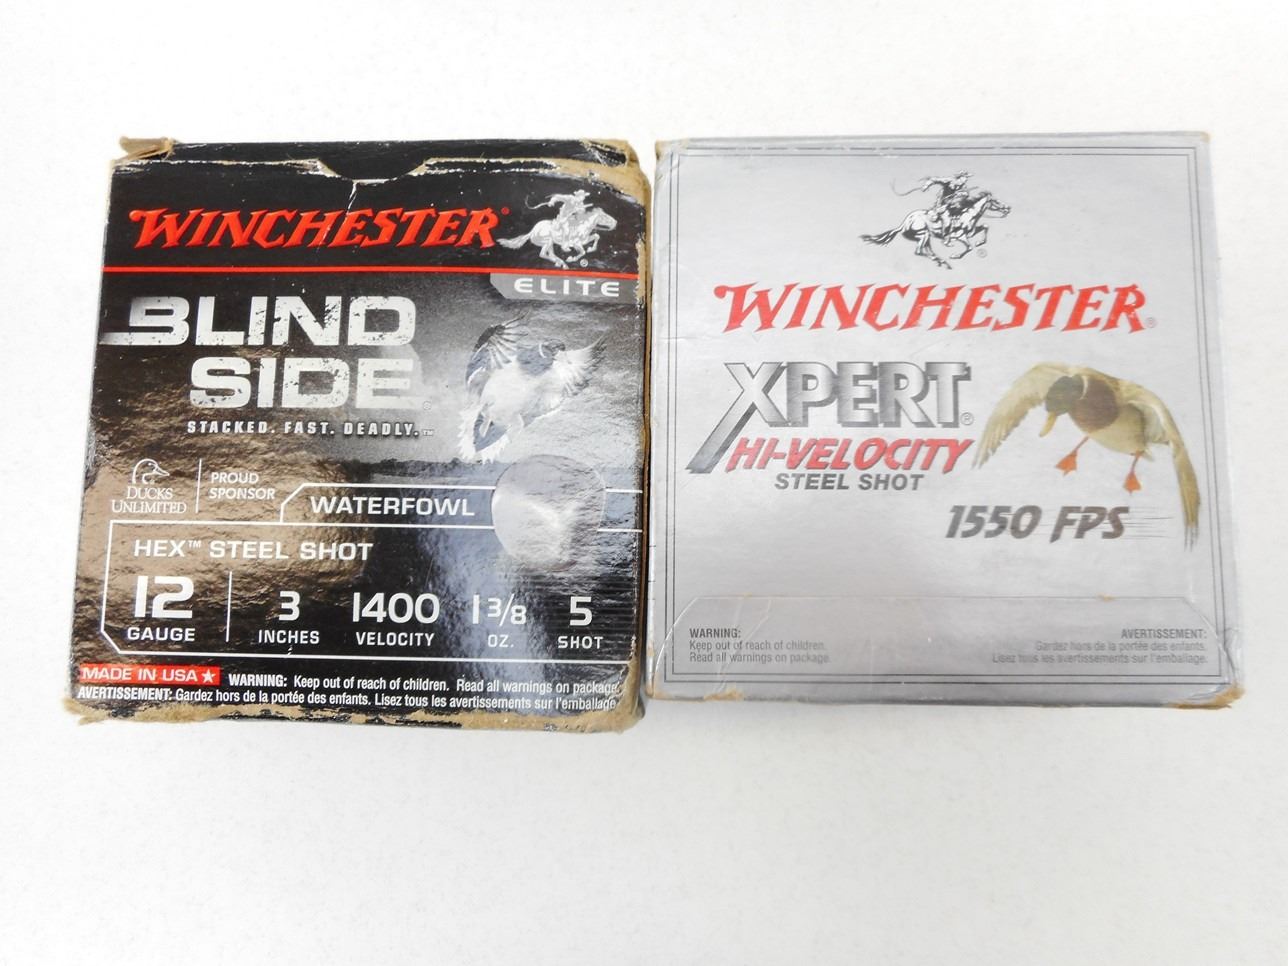 WINCHESTER®
®
ELITE
BLIND
SIDE®
STACKED. FAST. DEADLY.™
DUCKS
UNLIMITED
PROUD
SPONSOR
WATERFOWL
HEX™ STEEL SHOT
12
GAUGE
3
INCHES
1400
VELOCITY
1 3/8
OZ.
5
SHOT
MADE IN USA ★
WARNING: Keep out of reach of children. Read all warnings on package.
AVERTISSEMENT: Gardez hors de la portée des enfants. Lisez tous les avertissements sur l'emballage.
®
WINCHESTER®
XPERT®
HI-VELOCITY
STEEL SHOT
1550 FPS
WARNING:
Keep out of reach of children.
Read all warnings on package.
AVERTISSEMENT:
Gardez hors de la portée des enfants.
Lisez tous les avertissements sur l'emballage.